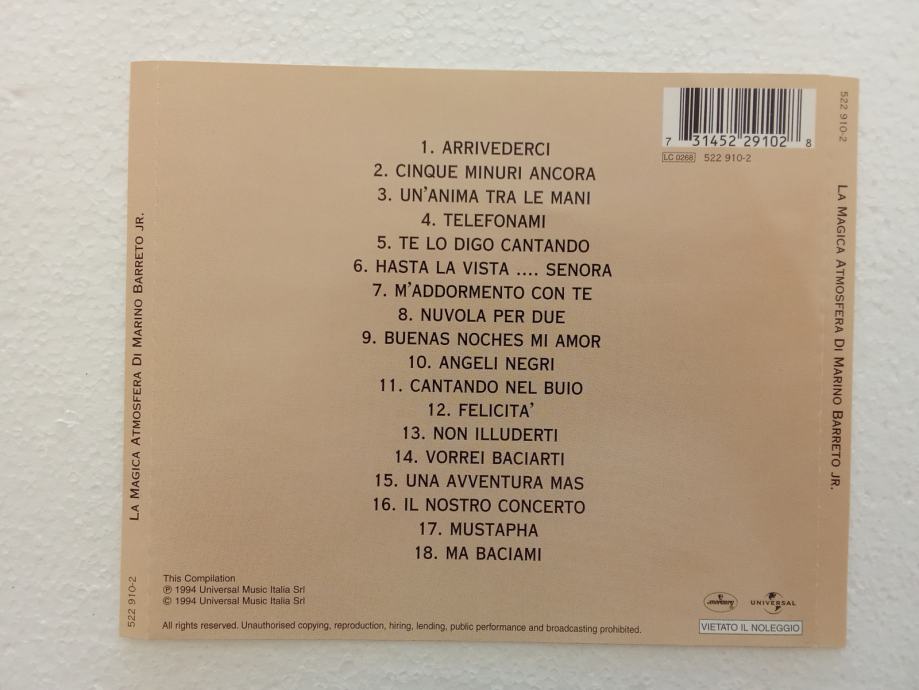 1. ARRIVEDERCI
2. CINQUE MINURI ANCORA
3. UN'ANIMA TRA LE MANI
4. TELEFONAMI
5. TE LO DIGO CANTANDO
6. HASTA LA VISTA .... SENORA
7. M'ADDORMENTO CON TE
8. NUVOLA PER DUE
9. BUENAS NOCHES MI AMOR
10. ANGELI NEGRI
11. CANTANDO NEL BUIO
12. FELICITA'
13. NON ILLUDERTI
14. VORREI BACIARTI
15. UNA AVVENTURA MAS
16. IL NOSTRO CONCERTO
17. MUSTAPHA
18. MA BACIAMI
7 31452 29102 8
LC 0268 522 910-2
This Compilation
℗ 1994 Universal Music Italia Srl
© 1994 Universal Music Italia Srl
All rights reserved. Unauthorised copying, reproduction, hiring, lending, public performance and broadcasting prohibited.
mercury
UNIVERSAL
VIETATO IL NOLEGGIO
522 910-2
LA MAGICA ATMOSFERA DI MARINO BARRETO JR.
522 910-2
LA MAGICA ATMOSFERA DI MARINO BARRETO JR.